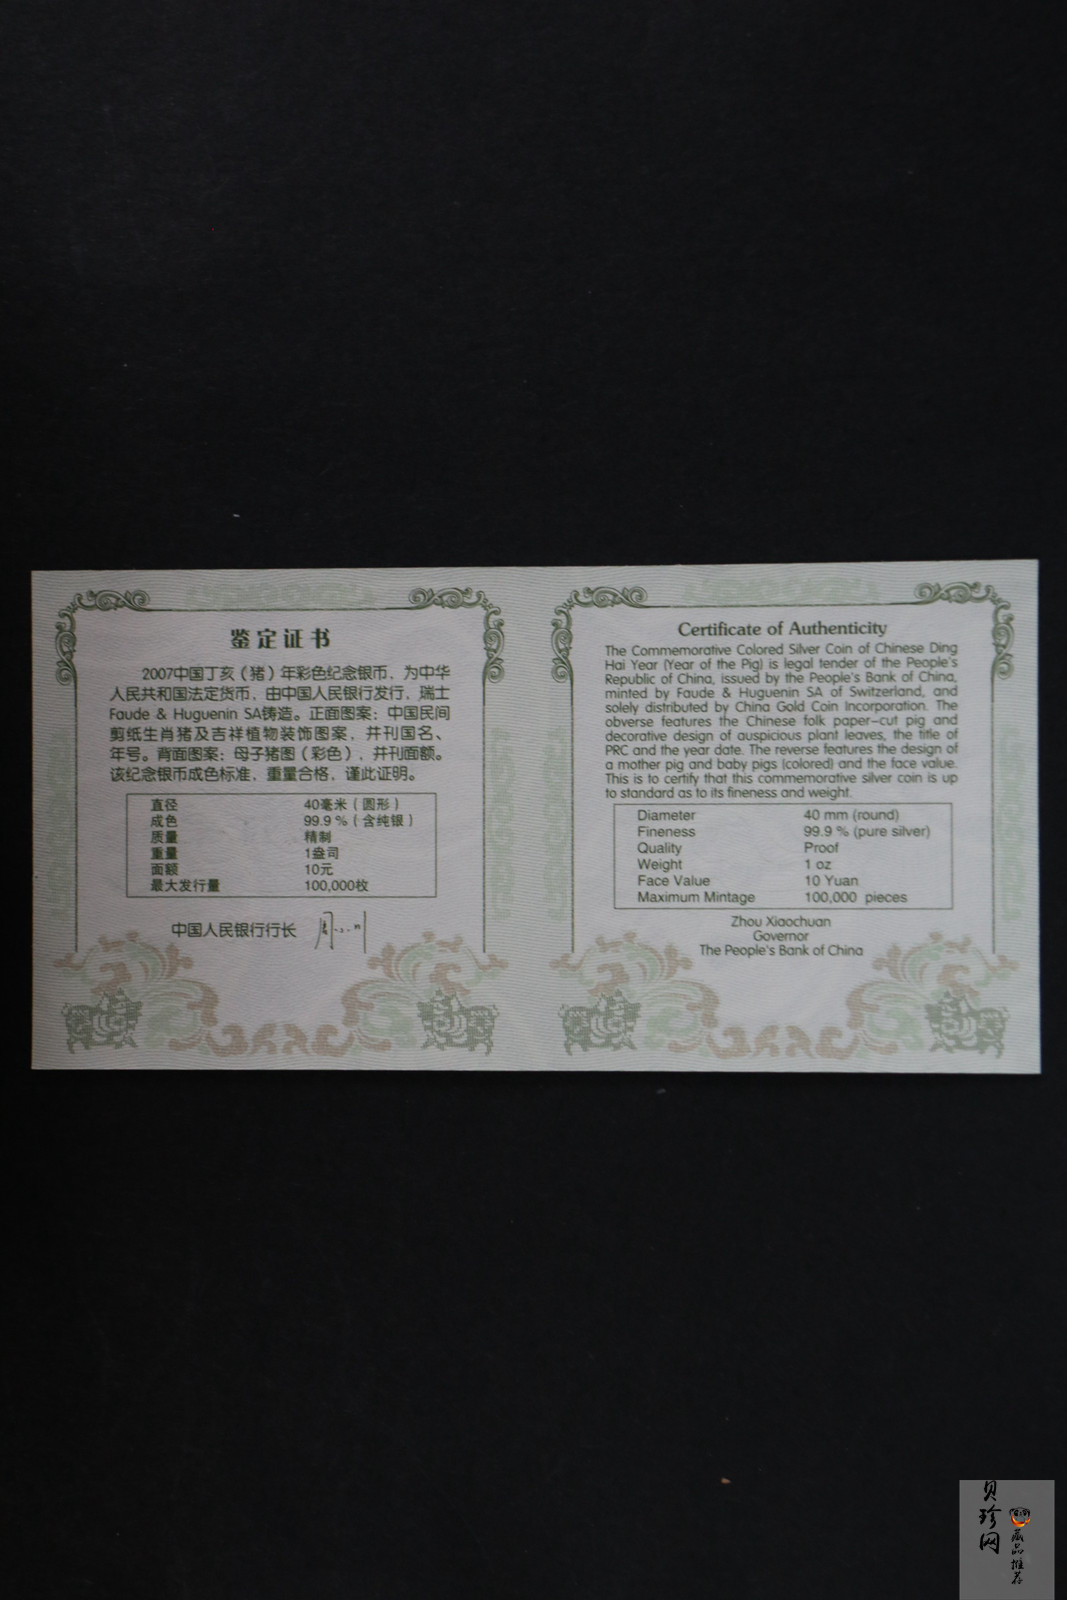 鉴定证书
2007中国丁亥（猪）年彩色纪念银币，为中华
人民共和国法定货币，由中国人民银行发行，瑞士
Faude & Huguenin SA铸造。正面图案：中国民间
剪纸生肖猪及吉祥植物装饰图案，并刊国名、
年号。背面图案：母子猪图（彩色），并刊面额。
该纪念银币成色标准，重量合格，谨此证明。
直径 40毫米（圆形）
成色 99.9 %（含纯银）
质量 精制
重量 1盎司
面额 10元
最大发行量 100,000枚
中国人民银行行长
Certificate of Authenticity
The Commemorative Colored Silver Coin of Chinese Ding
Hai Year (Year of the Pig) is legal tender of the People's
Republic of China, issued by the People's Bank of China,
minted by Faude & Huguenin SA of Switzerland, and
solely distributed by China Gold Coin Incorporation. The
obverse features the Chinese folk paper-cut pig and
decorative design of auspicious plant leaves, the title of
PRC and the year date. The reverse features the design of
a mother pig and baby pigs (colored) and the face value.
This is to certify that this commemorative silver coin is up
to standard as to its fineness and weight.
Diameter 40 mm (round)
Fineness 99.9 % (pure silver)
Quality Proof
Weight 1 oz
Face Value 10 Yuan
Maximum Mintage 100,000 pieces
Zhou Xiaochuan
Governor
The People's Bank of China
贝珍网
藏品推荐